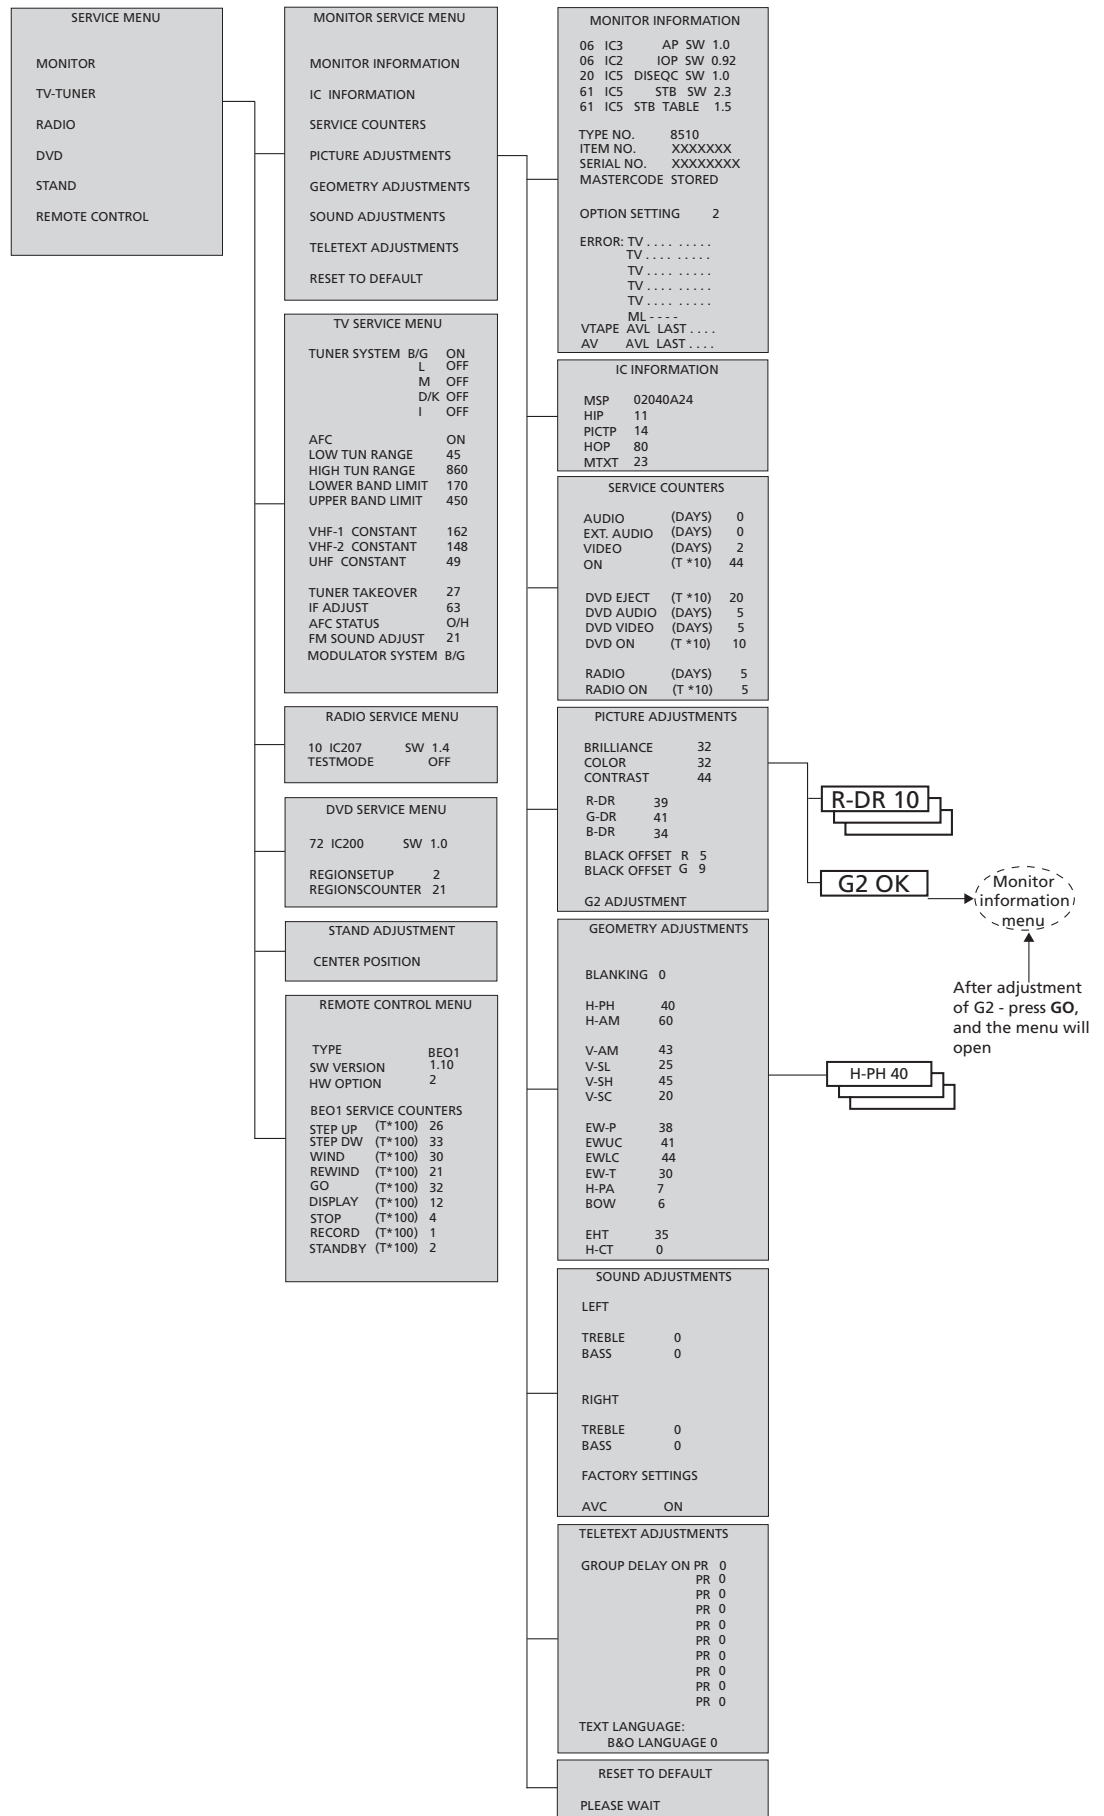 SERVICE MENU
MONITOR
TV-TUNER
RADIO
DVD
STAND
REMOTE CONTROL
MONITOR SERVICE MENU
MONITOR INFORMATION
IC INFORMATION
SERVICE COUNTERS
PICTURE ADJUSTMENTS
GEOMETRY ADJUSTMENTS
SOUND ADJUSTMENTS
TELETEXT ADJUSTMENTS
RESET TO DEFAULT
TV SERVICE MENU
TUNER SYSTEM B/G ON
L OFF
M OFF
D/K OFF
I OFF
AFC ON
LOW TUN RANGE 45
HIGH TUN RANGE 860
LOWER BAND LIMIT 170
UPPER BAND LIMIT 450
VHF-1 CONSTANT 162
VHF-2 CONSTANT 148
UHF CONSTANT 49
TUNER TAKEOVER 27
IF ADJUST 63
AFC STATUS O/H
FM SOUND ADJUST 21
MODULATOR SYSTEM B/G
RADIO SERVICE MENU
10 IC207 SW 1.4
TESTMODE OFF
DVD SERVICE MENU
72 IC200 SW 1.0
REGIONSETUP 2
REGIONSCOUNTER 21
STAND ADJUSTMENT
CENTER POSITION
REMOTE CONTROL MENU
TYPE BEO1
SW VERSION 1.10
HW OPTION 2
BEO1 SERVICE COUNTERS
STEP UP (T*100) 26
STEP DW (T*100) 33
WIND (T*100) 30
REWIND (T*100) 21
GO (T*100) 32
DISPLAY (T*100) 12
STOP (T*100) 4
RECORD (T*100) 1
STANDBY (T*100) 2
MONITOR INFORMATION
06 IC3 AP SW 1.0
06 IC2 IOP SW 0.92
20 IC5 DISEQC SW 1.0
61 IC5 STB SW 2.3
61 IC5 STB TABLE 1.5
TYPE NO. 8510
ITEM NO. XXXXXXX
SERIAL NO. XXXXXXXX
MASTERCODE STORED
OPTION SETTING 2
ERROR: TV . . . . . . . . .
TV . . . . . . . . .
TV . . . . . . . . .
TV . . . . . . . . .
TV . . . . . . . . .
ML - - - -
VTAPE AVL LAST . . . .
AV AVL LAST . . . .
IC INFORMATION
MSP 02040A24
HIP 11
PICTP 14
HOP 80
MTXT 23
SERVICE COUNTERS
AUDIO (DAYS) 0
EXT. AUDIO (DAYS) 0
VIDEO (DAYS) 2
ON (T *10) 44
DVD EJECT (T *10) 20
DVD AUDIO (DAYS) 5
DVD VIDEO (DAYS) 5
DVD ON (T *10) 10
RADIO (DAYS) 5
RADIO ON (T *10) 5
PICTURE ADJUSTMENTS
BRILLIANCE 32
COLOR 32
CONTRAST 44
R-DR 39
G-DR 41
B-DR 34
BLACK OFFSET R 5
BLACK OFFSET G 9
G2 ADJUSTMENT
R-DR 10
G2 OK
Monitor
information
menu
After adjustment
of G2 - press GO,
and the menu will
open
GEOMETRY ADJUSTMENTS
BLANKING 0
H-PH 40
H-AM 60
V-AM 43
V-SL 25
V-SH 45
V-SC 20
EW-P 38
EWUC 41
EWLC 44
EW-T 30
H-PA 7
BOW 6
EHT 35
H-CT 0
H-PH 40
SOUND ADJUSTMENTS
LEFT
TREBLE 0
BASS 0
RIGHT
TREBLE 0
BASS 0
FACTORY SETTINGS
AVC ON
TELETEXT ADJUSTMENTS
GROUP DELAY ON PR 0
PR 0
PR 0
PR 0
PR 0
PR 0
PR 0
PR 0
PR 0
PR 0
TEXT LANGUAGE:
B&O LANGUAGE 0
RESET TO DEFAULT
PLEASE WAIT